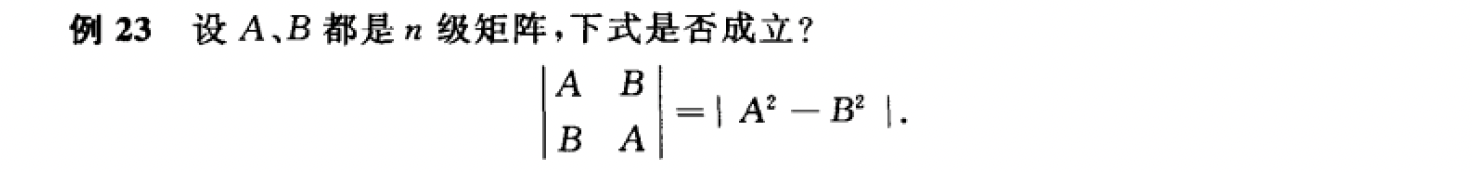 例 23 设 A、B 都是 n 级矩阵,下式是否成立?
| A B |
| B A | = | A² − B² |.